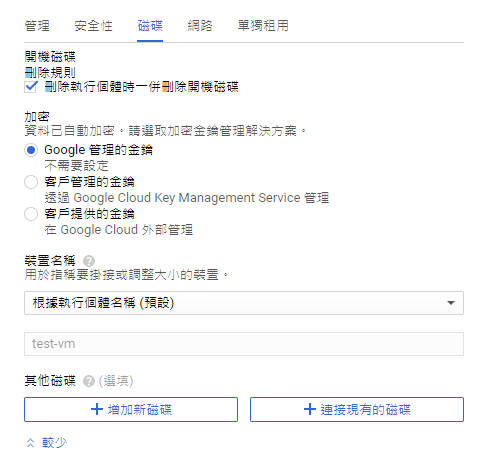 管理 安全性 磁碟 網路 單獨租用
開機磁碟
刪除規則
刪除執行個體時一併刪除開機磁碟
加密
資料已自動加密。請選取加密金鑰管理解決方案。
Google 管理的金鑰
不需要設定
客戶管理的金鑰
透過 Google Cloud Key Management Service 管理
客戶提供的金鑰
在 Google Cloud 外部管理
裝置名稱 ?
用於指稱要掛接或調整大小的裝置。
根據執行個體名稱 (預設)
test-vm
其他磁碟 ? (選填)
+ 增加新磁碟 + 連接現有的磁碟
較少